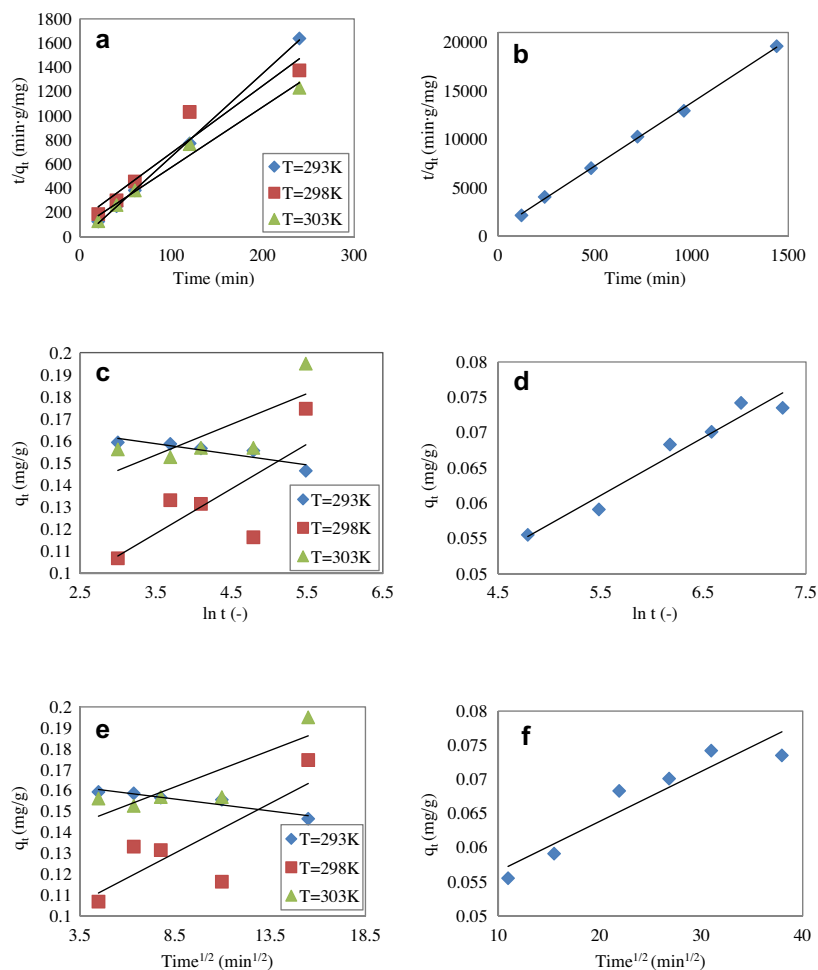 a
t/qt (min·g/mg)
1800
1600
1400
1200
1000
800
600
400
200
0
T=293K
T=298K
T=303K
0 100 200 300
Time (min)
b
t/qt (min·g/mg)
20000
15000
10000
5000
0
0 500 1000 1500
Time (min)
c
qt (mg/g)
0.2
0.19
0.18
0.17
0.16
0.15
0.14
0.13
0.12
0.11
0.1
T=293K
T=298K
T=303K
2.5 3.5 4.5 5.5 6.5
ln t (-)
d
qt (mg/g)
0.08
0.075
0.07
0.065
0.06
0.055
0.05
4.5 5.5 6.5 7.5
ln t (-)
e
qt (mg/g)
0.2
0.19
0.18
0.17
0.16
0.15
0.14
0.13
0.12
0.11
0.1
T=293K
T=298K
T=303K
3.5 8.5 13.5 18.5
Time1/2 (min1/2)
f
qt (mg/g)
0.08
0.075
0.07
0.065
0.06
0.055
0.05
10 20 30 40
Time1/2 (min1/2)